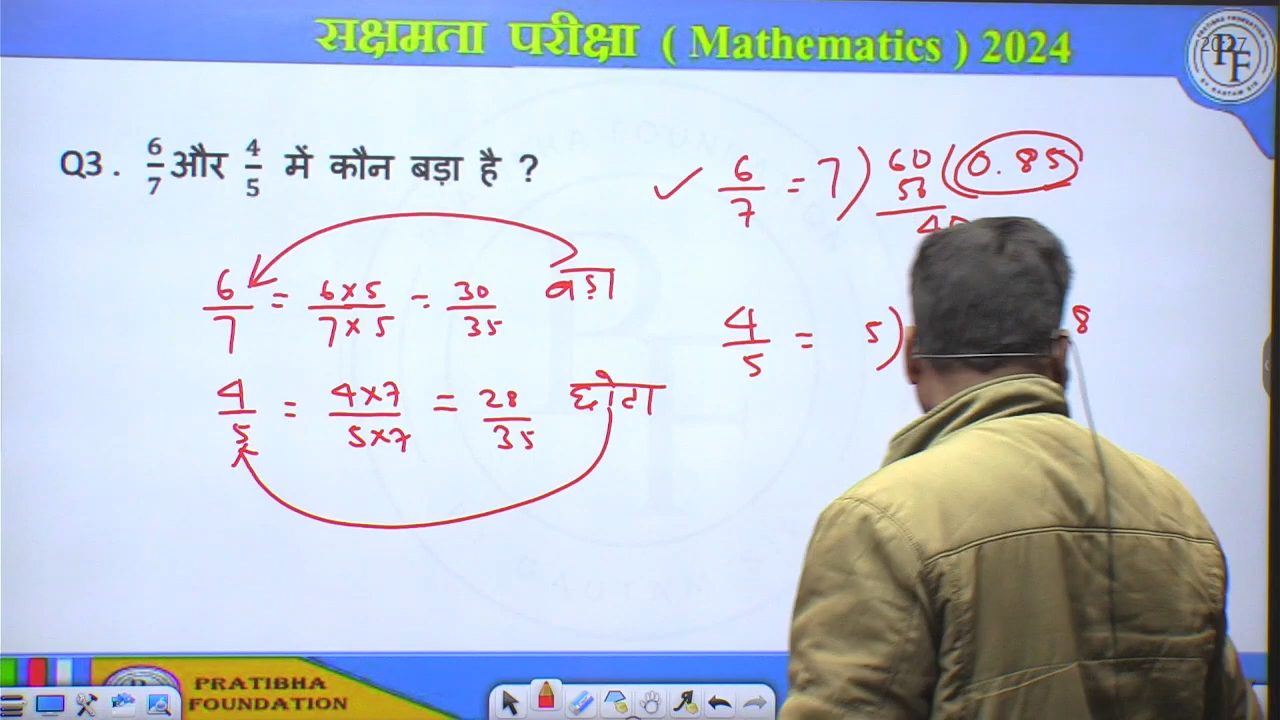 सक्षमता परीक्षा ( Mathematics ) 2024
Q3. 6/7 और 4/5 में कौन बड़ा है ?
6/7 = 6×5/7×5 = 30/35 बड़ा
4/5 = 4×7/5×7 = 28/35 छोटा
✓ 6/7 = 7) 60 (0.85
56
4
4/5 = 5) 8
PRATIBHA
FOUNDATION